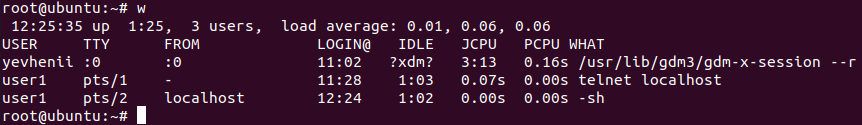 root@ubuntu:~# w
 12:25:35 up  1:25,  3 users,  load average: 0.01, 0.06, 0.06
USER     TTY      FROM             LOGIN@   IDLE   JCPU   PCPU WHAT
yevhenii :0       :0               11:02   ?xdm?   3:13   0.16s /usr/lib/gdm3/gdm-x-session --r
user1    pts/1    -                11:28    1:03   0.07s  0.00s telnet localhost
user1    pts/2    localhost        12:24    1:02   0.00s  0.00s -sh
root@ubuntu:~#